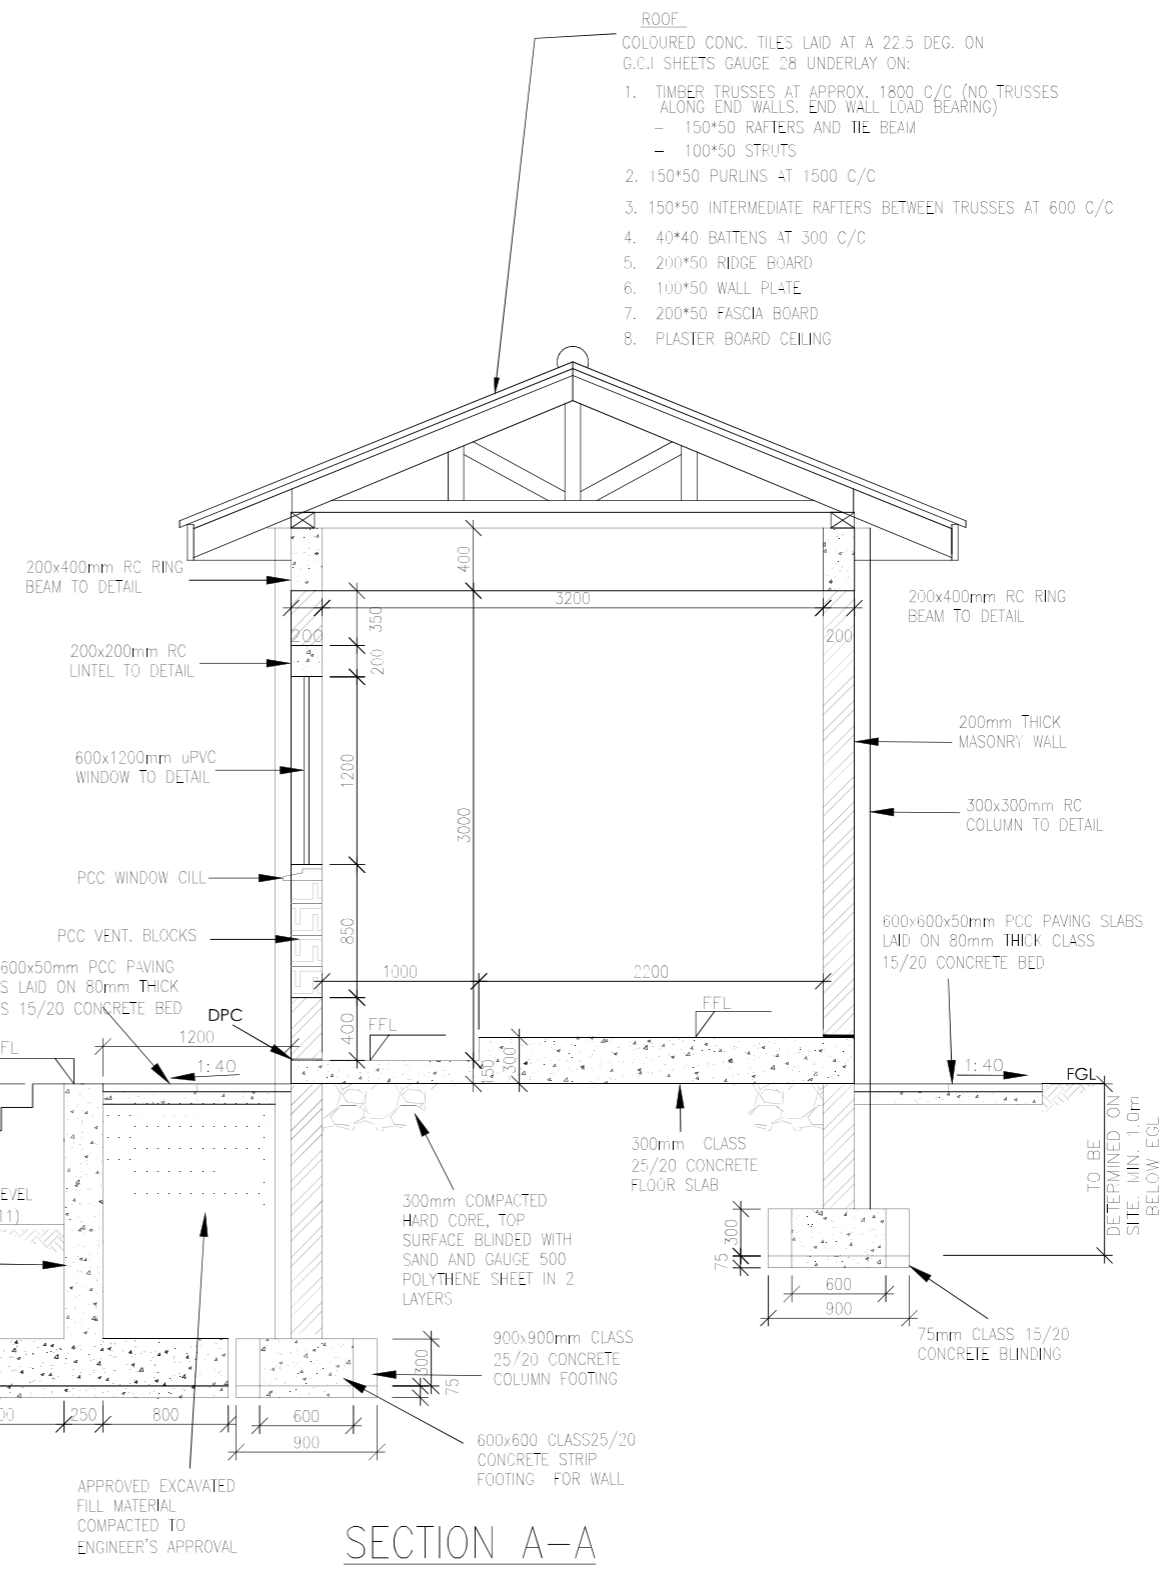 ROOF
COLOURED CONC. TILES LAID AT A 22.5 DEG. ON
G.C.I SHEETS GAUGE 28 UNDERLAY ON:
1. TIMBER TRUSSES AT APPROX. 1800 C/C (NO TRUSSES
ALONG END WALLS. END WALL LOAD BEARING)
– 150*50 RAFTERS AND TIE BEAM
– 100*50 STRUTS
2. 150*50 PURLINS AT 1500 C/C
3. 150*50 INTERMEDIATE RAFTERS BETWEEN TRUSSES AT 600 C/C
4. 40*40 BATTENS AT 300 C/C
5. 200*50 RIDGE BOARD
6. 100*50 WALL PLATE
7. 200*50 FASCIA BOARD
8. PLASTER BOARD CEILING
200x400mm RC RING
BEAM TO DETAIL
400
3200
350
200
200
200x400mm RC RING
BEAM TO DETAIL
200x200mm RC
LINTEL TO DETAIL
200
600x1200mm uPVC
WINDOW TO DETAIL
1200
3000
200mm THICK
MASONRY WALL
300x300mm RC
COLUMN TO DETAIL
PCC WINDOW CILL
PCC VENT. BLOCKS
850
600x50mm PCC PAVING
S LAID ON 80mm THICK
S 15/20 CONCRETE BED
600x600x50mm PCC PAVING SLABS
LAID ON 80mm THICK CLASS
15/20 CONCRETE BED
1000
2200
DPC
FFL
FFL
400
1200
FL
1:40
150
300
1:40
FGL
300mm CLASS
25/20 CONCRETE
FLOOR SLAB
TO BE
DETERMINED ON
SITE. MIN. 1.0m
BELOW EGL
EVEL
11)
300mm COMPACTED
HARD CORE, TOP
SURFACE BLINDED WITH
SAND AND GAUGE 500
POLYTHENE SHEET IN 2
LAYERS
300
75
600
900
75mm CLASS 15/20
CONCRETE BLINDING
900x900mm CLASS
25/20 CONCRETE
COLUMN FOOTING
300
75
00
250
800
600
900
600x600 CLASS25/20
CONCRETE STRIP
FOOTING FOR WALL
APPROVED EXCAVATED
FILL MATERIAL
COMPACTED TO
ENGINEER'S APPROVAL
SECTION A–A